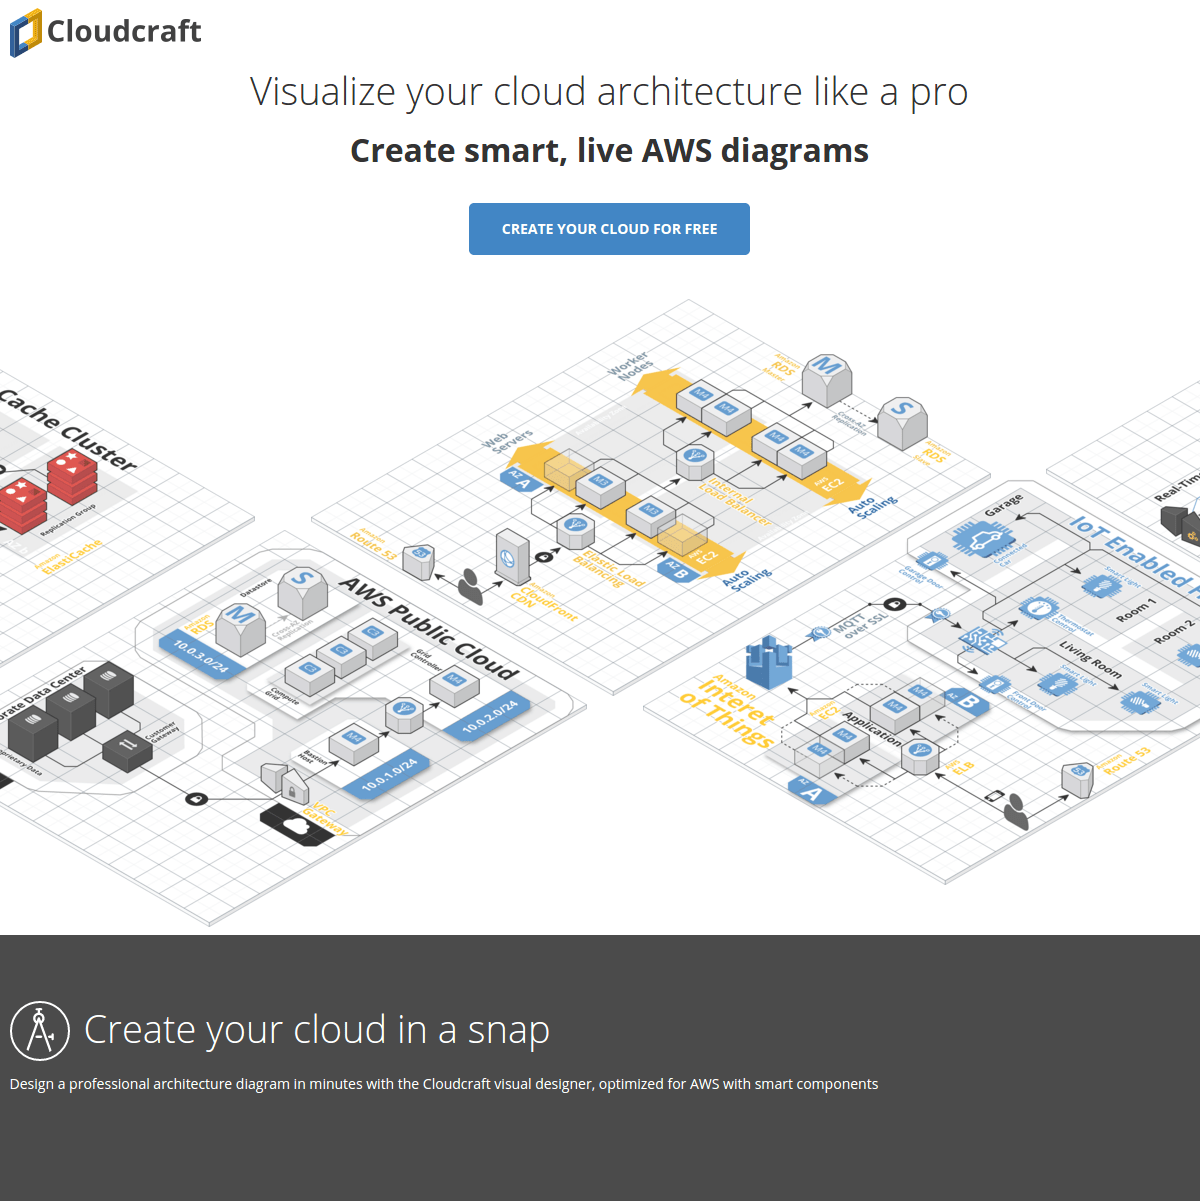 Cloudcraft
Visualize your cloud architecture like a pro
Create smart, live AWS diagrams
CREATE YOUR CLOUD FOR FREE
Worker
Nodes
Amazon
RDS
Master
M
Cross-AZ
Replication
S
Amazon
RDS
Slave
M4
M4
M4
M4
AWS
EC2
Auto
Scaling
Internal
Load Balancer
Web
Servers
AZ
A
M3
M3
AWS
EC2
Auto
Scaling
AZ
B
Elastic Load
Balancing
Amazon
Route 53
53
Amazon
CloudFront
CDN
Cache Cluster
Replication Group
Amazon
ElastiCache
AWS Public Cloud
Datastore
S
M
Amazon
RDS
Cross-AZ
Replication
10.0.3.0/24
C3
C3
C3
Compute
Grid
Grid
Controller
M4
10.0.2.0/24
Bastion
Host
M4
10.0.1.0/24
VPC
Gateway
orate Data Center
Customer
Gateway
prietary Data
Real-Time
Garage
IoT Enabled H
Connected
Car
Garage Door
Control
Smart Light
Room 1
Thermostat
Control
Room 2
MQTT
over SSL
Living Room
Smart Light
Smart Light
Front Door
Control
Amazon
Interet
of Things
Amazon
EC2
Application
M4
M4
M4
M4
AZ
B
AZ
A
AWS
ELB
53
Amazon
Route 53
Create your cloud in a snap
Design a professional architecture diagram in minutes with the Cloudcraft visual designer, optimized for AWS with smart components